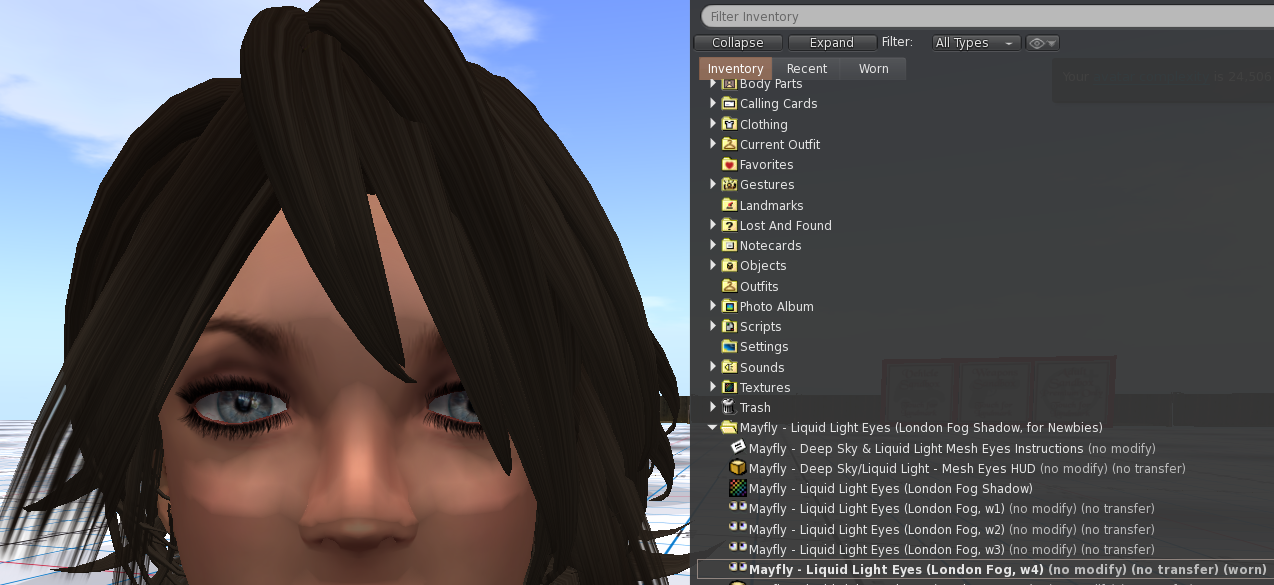 Filter Inventory
Collapse Expand Filter: All Types
Inventory Recent Worn
Your is 24.506
Body Parts
Calling Cards
Clothing
Current Outfit
Favorites
Gestures
Landmarks
Lost And Found
Notecards
Objects
Outfits
Photo Album
Scripts
Settings
Sounds
Textures
Trash
Mayfly - Liquid Light Eyes (London Fog Shadow, for Newbies)
Mayfly - Deep Sky & Liquid Light Mesh Eyes Instructions (no modify)
Mayfly - Deep Sky/Liquid Light - Mesh Eyes HUD (no modify) (no transfer)
Mayfly - Liquid Light Eyes (London Fog Shadow)
Mayfly - Liquid Light Eyes (London Fog, w1) (no modify) (no transfer)
Mayfly - Liquid Light Eyes (London Fog, w2) (no modify) (no transfer)
Mayfly - Liquid Light Eyes (London Fog, w3) (no modify) (no transfer)
Mayfly - Liquid Light Eyes (London Fog, w4) (no modify) (no transfer) (worn)